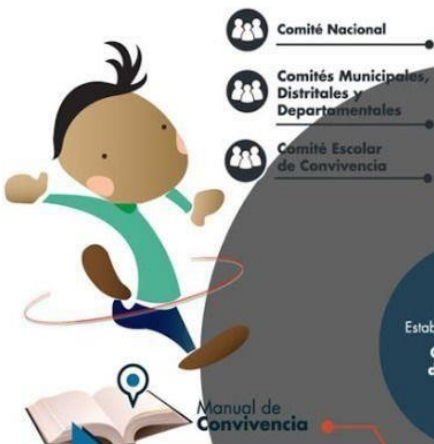 Comité Nacional
Comités Municipales,
Distritales y
Departamentales
Comité Escolar
de Convivencia
Manual de
Convivencia